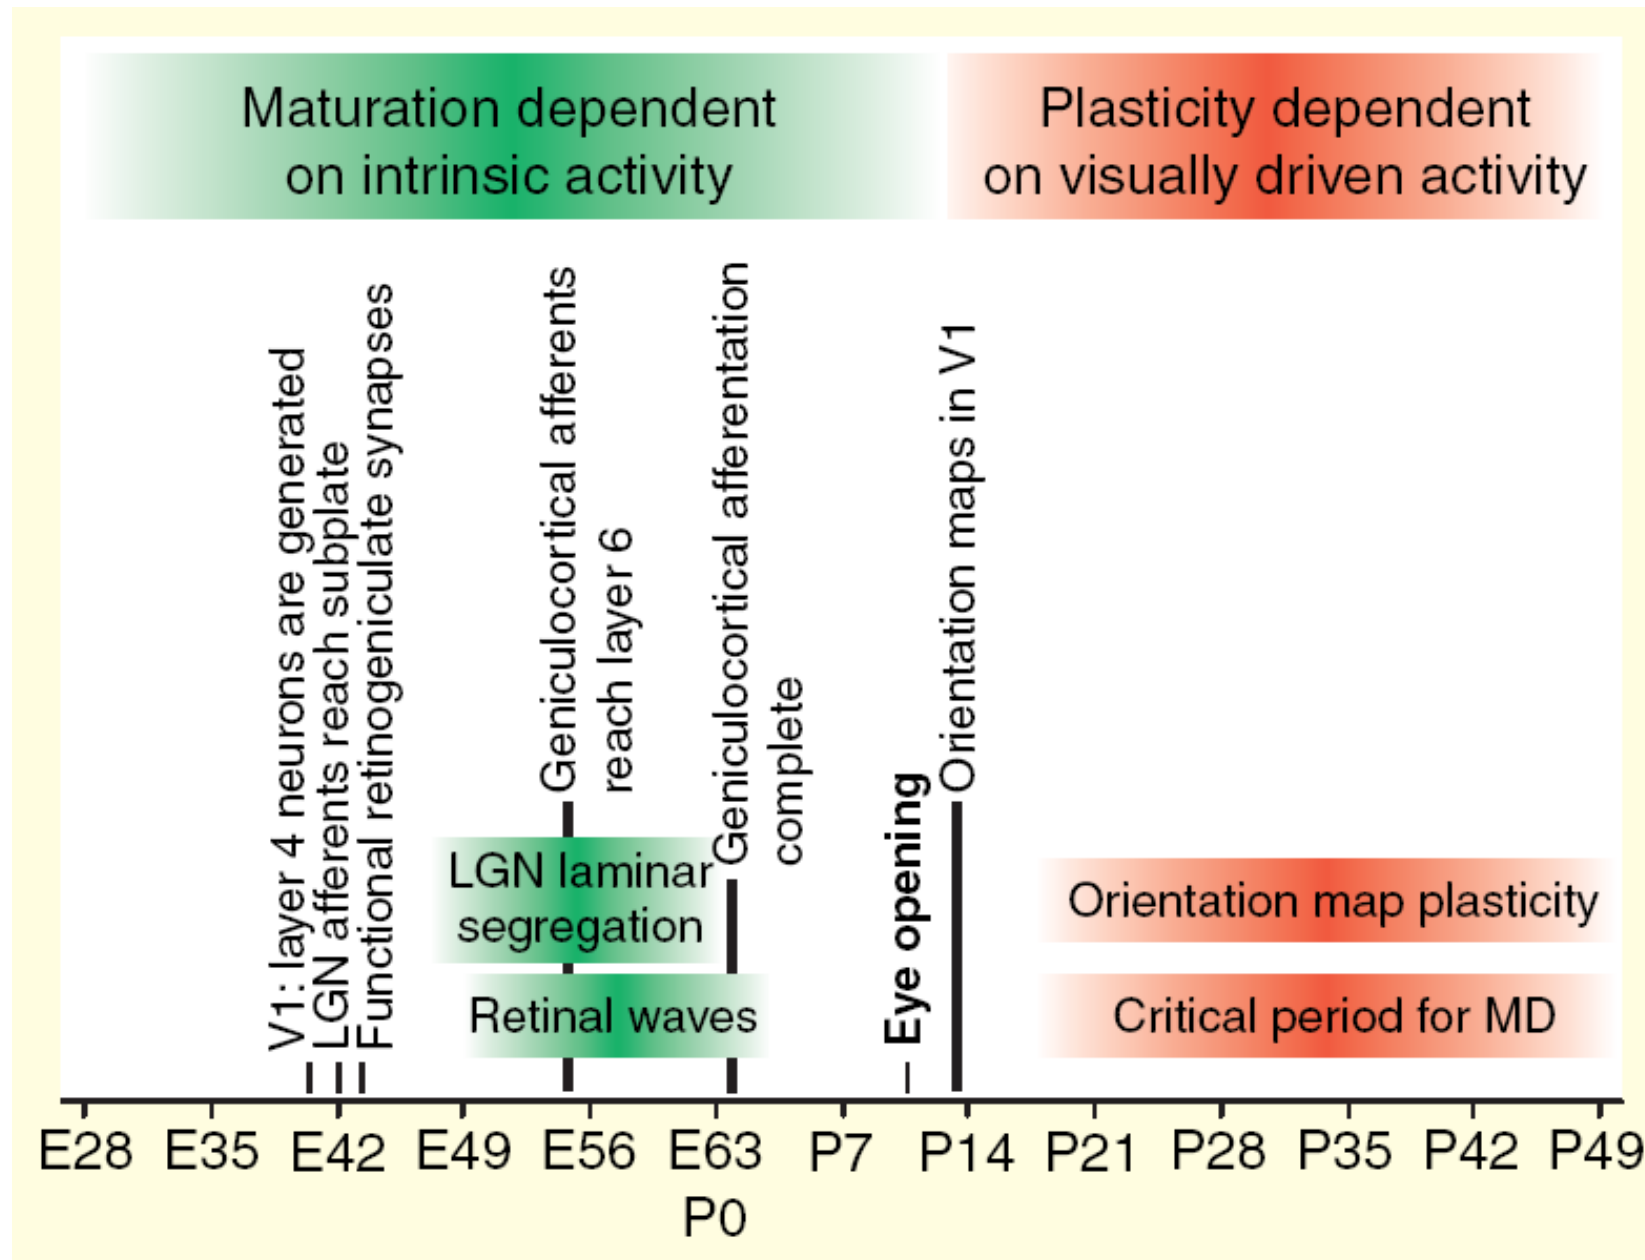 Maturation dependent
on intrinsic activity
Plasticity dependent
on visually driven activity
V1: layer 4 neurons are generated
LGN afferents reach subplate
Functional retinogeniculate synapses
Geniculocortical afferents
reach layer 6
Geniculocortical afferentation
complete
Eye opening
Orientation maps in V1
LGN laminar
segregation
Retinal waves
Orientation map plasticity
Critical period for MD
E28 E35 E42 E49 E56 E63 P7 P14 P21 P28 P35 P42 P49
P0